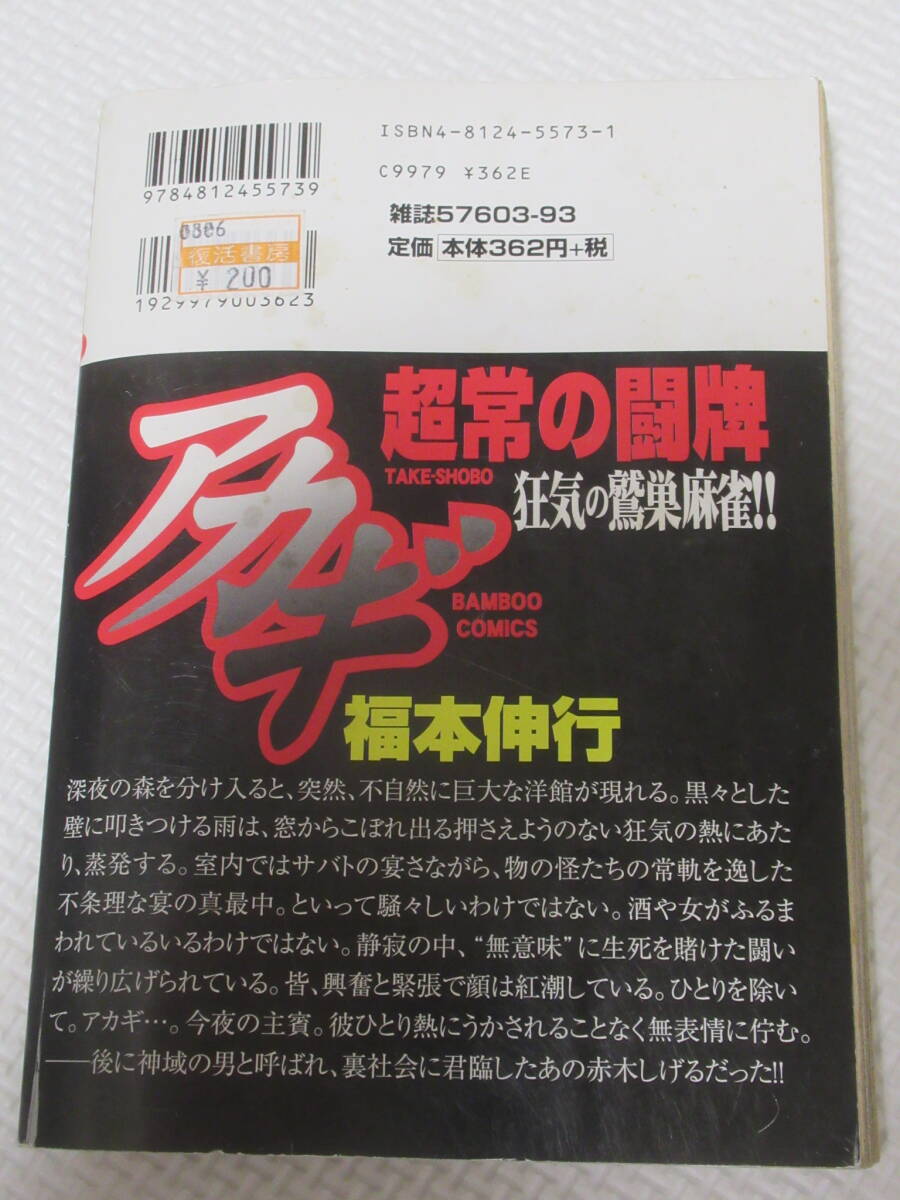 ISBN4-8124-5573-1
9784812455739
C9979 ¥362E
雑誌57603-93
0806
復活書房
¥ 200
定価 本体362円+税
1929979003623
超常の闘牌
TAKE-SHOBO
狂気の鷲巣麻雀!!
アカギ
BAMBOO
COMICS
福本伸行
深夜の森を分け入ると、突然、不自然に巨大な洋館が現れる。黒々とした
壁に叩きつける雨は、窓からこぼれ出る押さえようのない狂気の熱にあた
り、蒸発する。室内ではサバトの宴さながら、物の怪たちの常軌を逸した
不条理な宴の真最中。といって騒々しいわけではない。酒や女がふるま
われているいるわけではない。静寂の中、“無意味”に生死を賭けた闘い
が繰り広げられている。皆、興奮と緊張で顔は紅潮している。ひとりを除い
て。アカギ…。今夜の主賓。彼ひとり熱にうかされることなく無表情に佇む。
──後に神域の男と呼ばれ、裏社会に君臨したあの赤木しげるだった!!